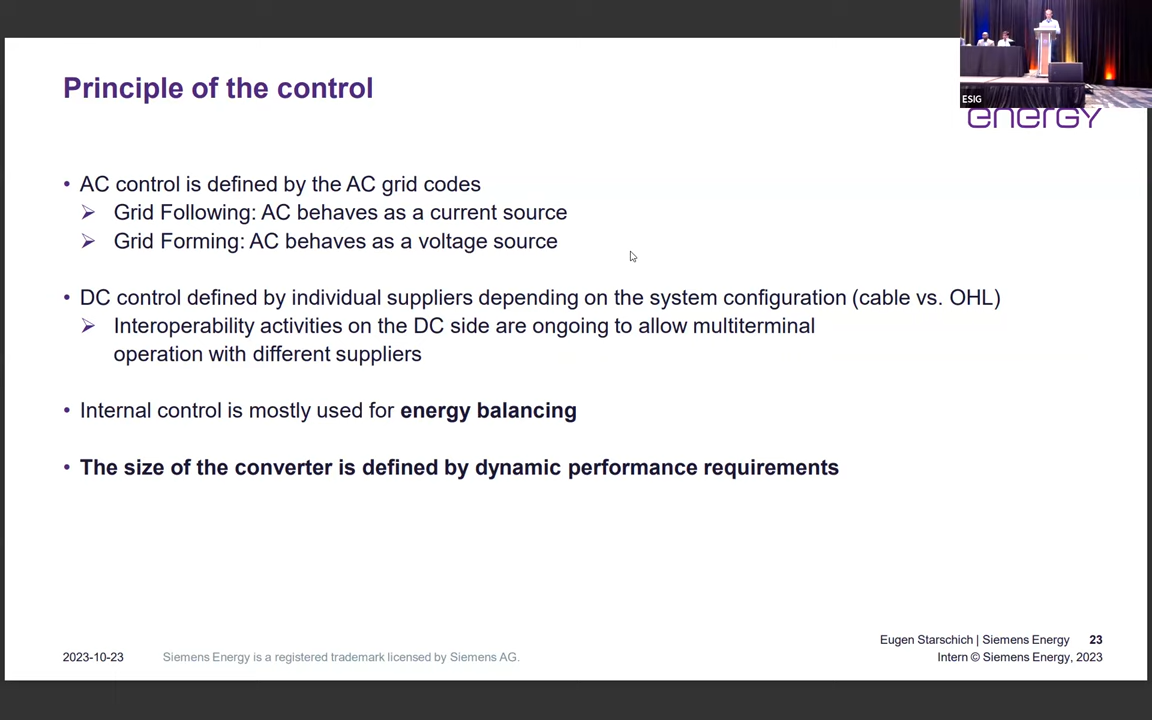 Principle of the control
ESIG
energy
• AC control is defined by the AC grid codes
➢ Grid Following: AC behaves as a current source
➢ Grid Forming: AC behaves as a voltage source
• DC control defined by individual suppliers depending on the system configuration (cable vs. OHL)
➢ Interoperability activities on the DC side are ongoing to allow multiterminal
operation with different suppliers
• Internal control is mostly used for energy balancing
• The size of the converter is defined by dynamic performance requirements
Eugen Starschich | Siemens Energy 23
2023-10-23 Siemens Energy is a registered trademark licensed by Siemens AG. Intern © Siemens Energy, 2023